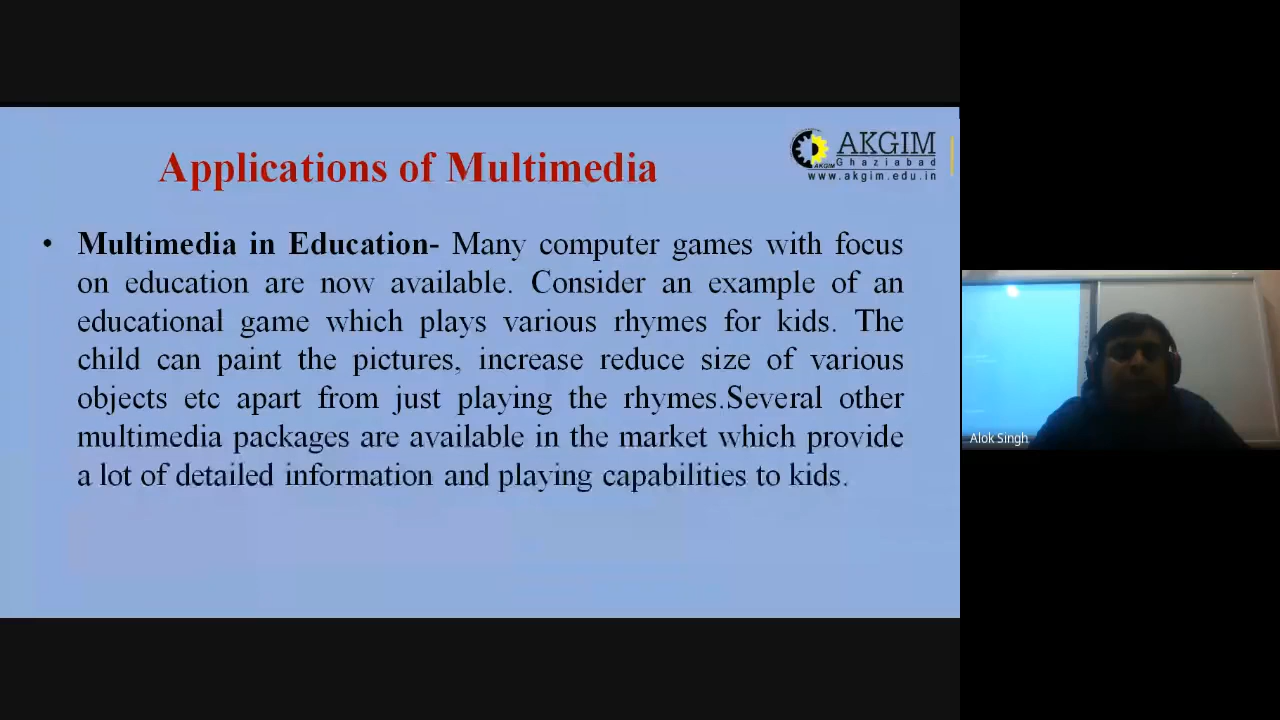 Applications of Multimedia
AKGIM
Ghaziabad
AKGIM
www.akgim.edu.in
• Multimedia in Education- Many computer games with focus
on education are now available. Consider an example of an
educational game which plays various rhymes for kids. The
child can paint the pictures, increase reduce size of various
objects etc apart from just playing the rhymes.Several other
multimedia packages are available in the market which provide
a lot of detailed information and playing capabilities to kids.
Alok Singh